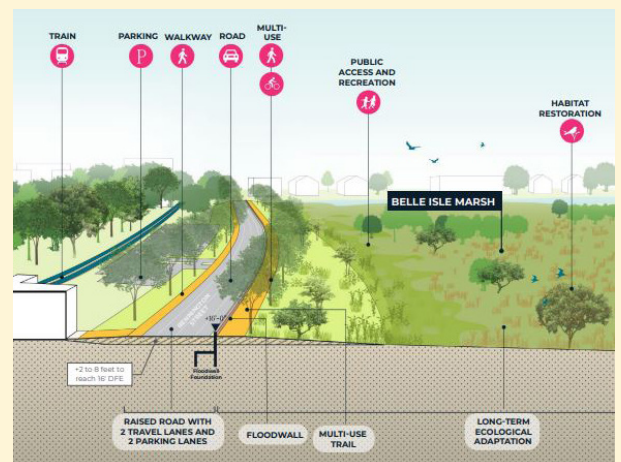 TRAIN
PARKING
P
WALKWAY
ROAD
MULTI-
USE
PUBLIC
ACCESS AND
RECREATION
HABITAT
RESTORATION
BELLE ISLE MARSH
+16'-0"
+2 to 8 feet to
reach 16' DFE
Floodwall
Foundation
RAISED ROAD WITH
2 TRAVEL LANES AND
2 PARKING LANES
FLOODWALL
MULTI-USE
TRAIL
LONG-TERM
ECOLOGICAL
ADAPTATION